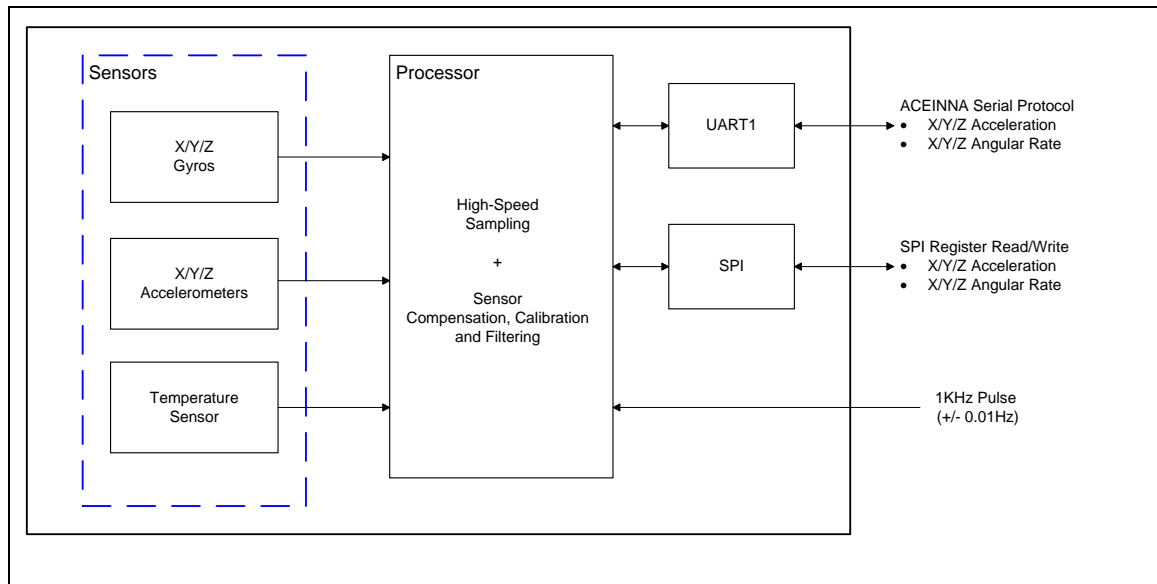 Sensors
X/Y/Z
Gyros
X/Y/Z
Accelerometers
Temperature
Sensor
Processor
High-Speed
Sampling
+
Sensor
Compensation, Calibration
and Filtering
UART1
SPI
ACEINNA Serial Protocol
• X/Y/Z Acceleration
• X/Y/Z Angular Rate
SPI Register Read/Write
• X/Y/Z Acceleration
• X/Y/Z Angular Rate
1KHz Pulse
(+/- 0.01Hz)